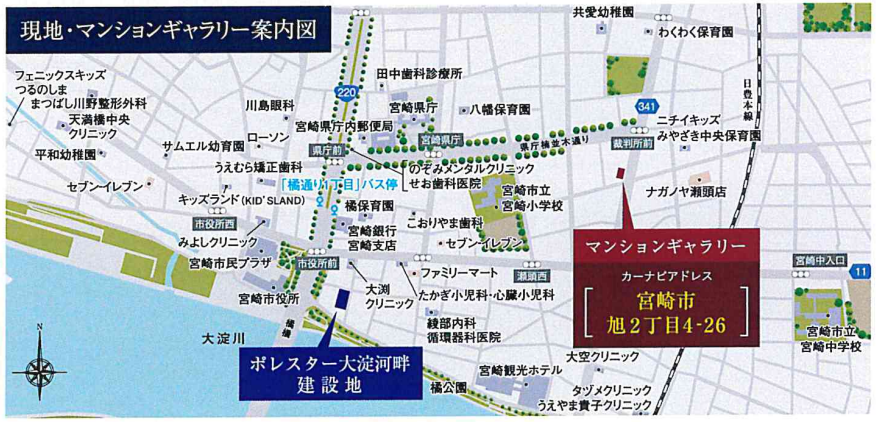 現地・マンションギャラリー案内図
共愛幼稚園
わくわく保育園
フェニックスキッズ
つるのしま
まつばし川野整形外科
天満橋中央
クリニック
平和幼稚園
セブン-イレブン
サムエル幼育園
川島眼科
ローソン
うえむら矯正歯科
キッズランド(KID'SLAND)
田中歯科診療所
220
宮崎県庁
宮崎県庁内郵便局
八幡保育園
宮崎県庁
県庁前
県庁楠並木通り
341
日豊本線
ニチイキッズ
みやざき中央保育園
裁判所前
のぞみメンタルクリニック
せお歯科医院
「橘通り1丁目」バス停
橘保育園
宮崎市立
宮崎小学校
ナガノヤ瀬頭店
市役所西
みよしクリニック
宮崎市民プラザ
市役所前
宮崎銀行
宮崎支店
こおりやま歯科
セブン-イレブン
ファミリーマート
瀬頭西
マンションギャラリー
カーナビアドレス
宮崎市
旭2丁目4-26
宮崎中入口
11
宮崎市役所
大渕
クリニック
たかぎ小児科・心臓小児科
綾部内科
循環器科医院
宮崎市立
宮崎中学校
N
大淀川
橘橋
ポレスター大淀河畔
建設地
橘公園
宮崎観光ホテル
大空クリニック
タヅメクリニック
うえやま貴子クリニック